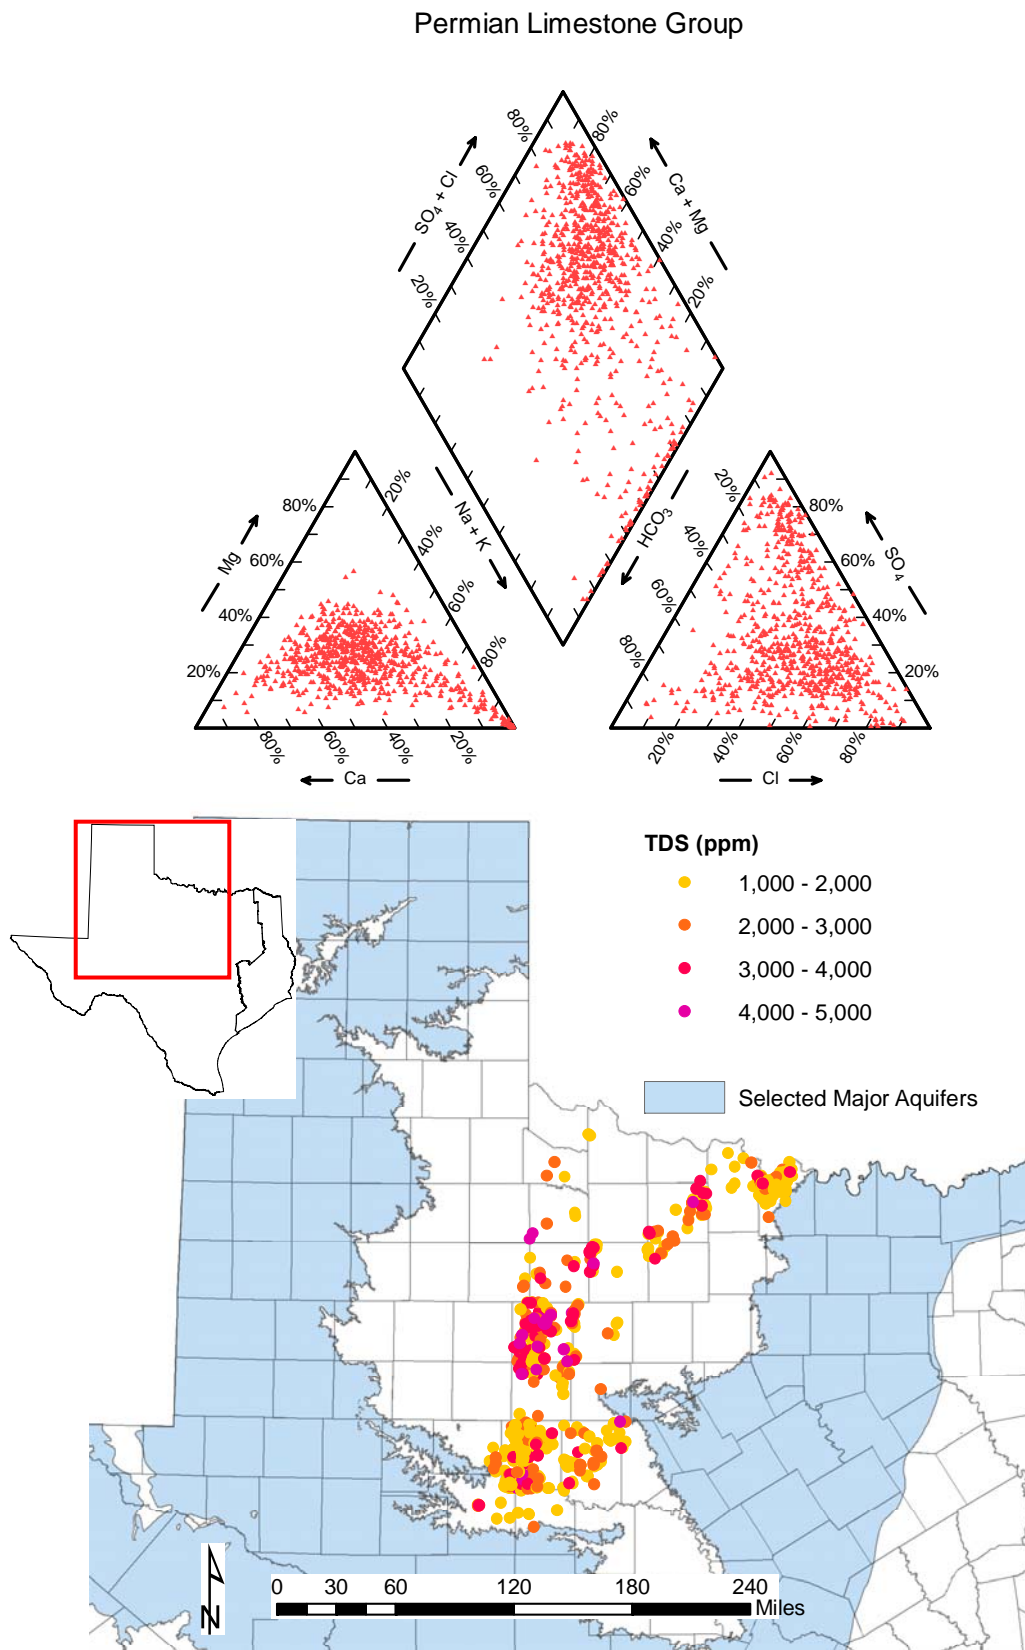 Permian Limestone Group
80%
80%
SO4 + Cl
Ca + Mg
60%
60%
40%
40%
20%
20%
Mg
80%
20%
Na + K
HCO3
20%
80%
SO4
60%
40%
40%
60%
40%
60%
60%
40%
20%
80%
80%
20%
80%
60%
40%
20%
20%
40%
60%
80%
Ca
Cl
TDS (ppm)
1,000 - 2,000
2,000 - 3,000
3,000 - 4,000
4,000 - 5,000
Selected Major Aquifers
N
0 30 60 120 180 240
Miles